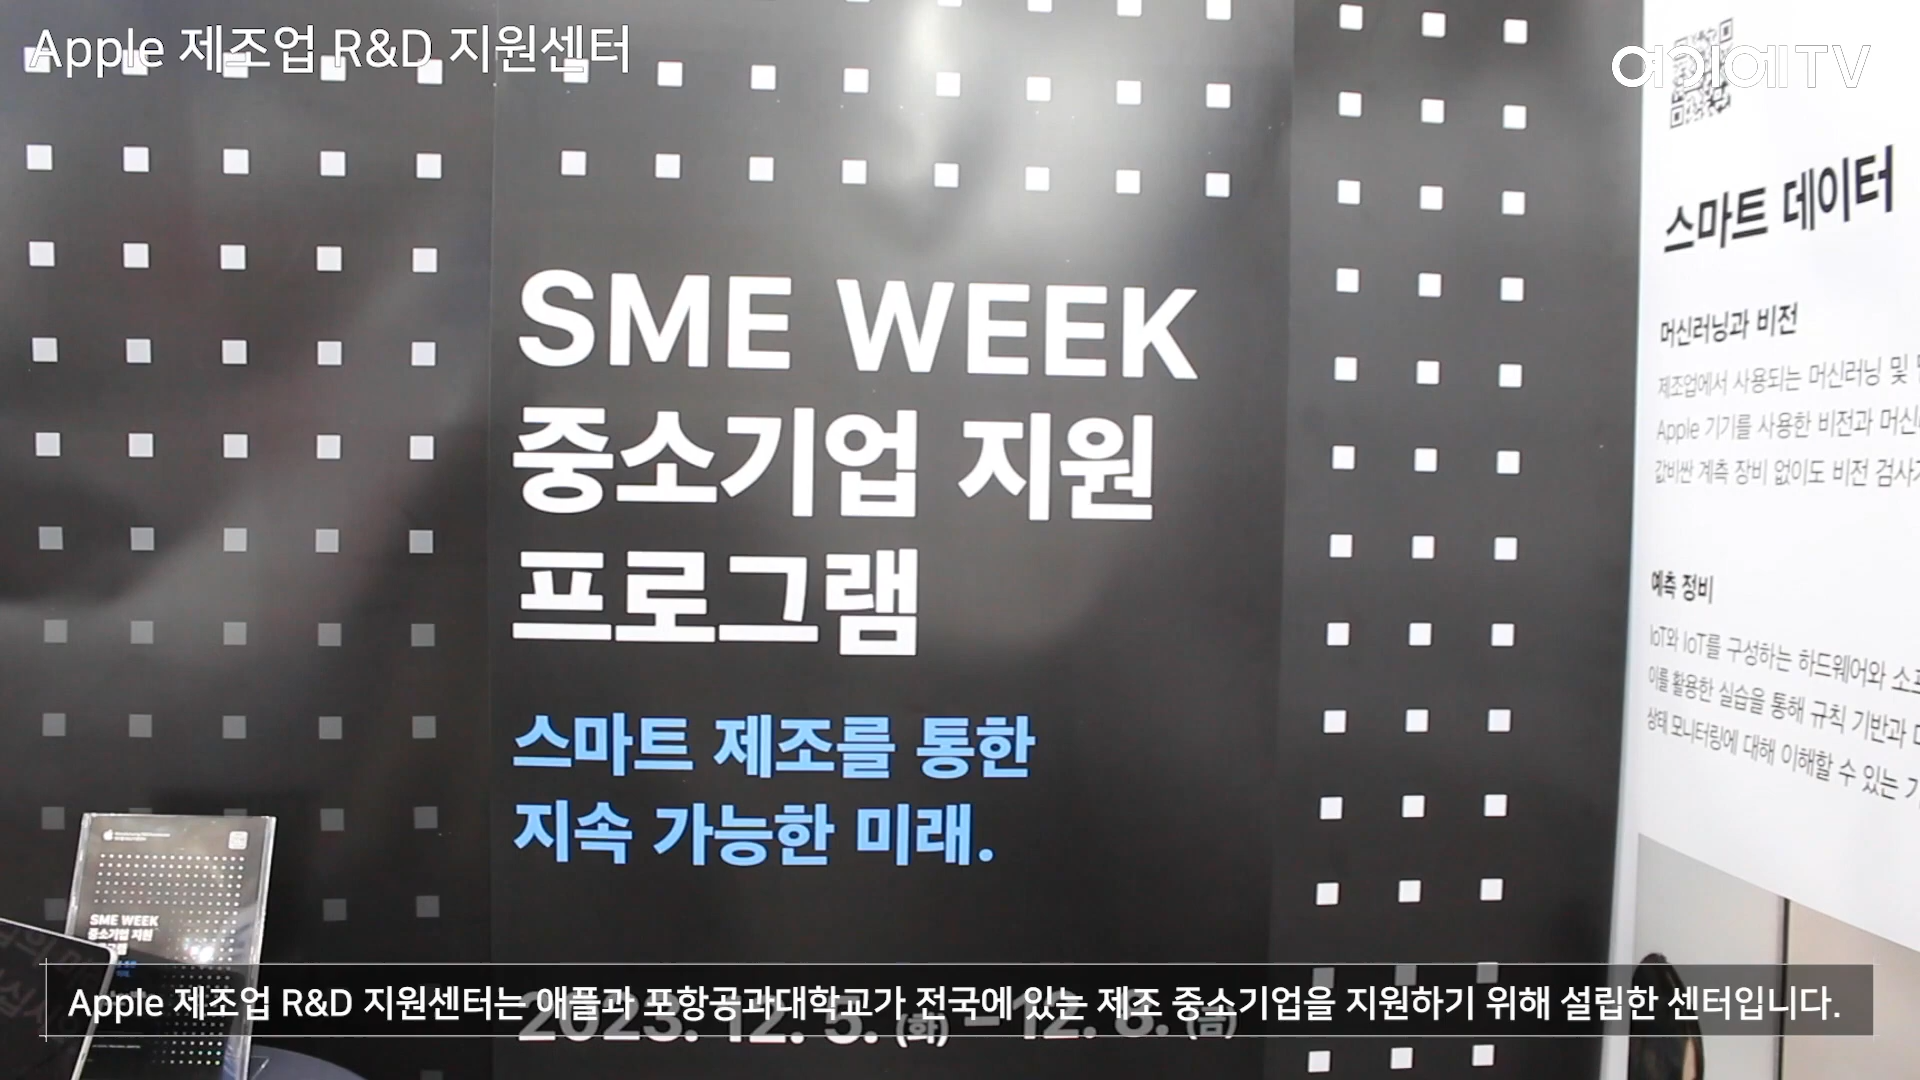 Apple 제조업 R&D 지원센터
여기에TV
SME WEEK
중소기업 지원
프로그램
스마트 제조를 통한
지속 가능한 미래.
2023. 12. 5. (화) – 12. 8. (금)
스마트 데이터
머신러닝과 비전
제조업에서 사용되는 머신러닝 및
Apple 기기를 사용한 비전과 머신
값비싼 계측 장비 없이도 비전 검사
예측 정비
IoT와 IoT를 구성하는 하드웨어와 소프
이를 활용한 실습을 통해 규칙 기반과
상태 모니터링에 대해 이해할 수 있는
SME WEEK
중소기업 지원
Apple 제조업 R&D 지원센터는 애플과 포항공과대학교가 전국에 있는 제조 중소기업을 지원하기 위해 설립한 센터입니다.